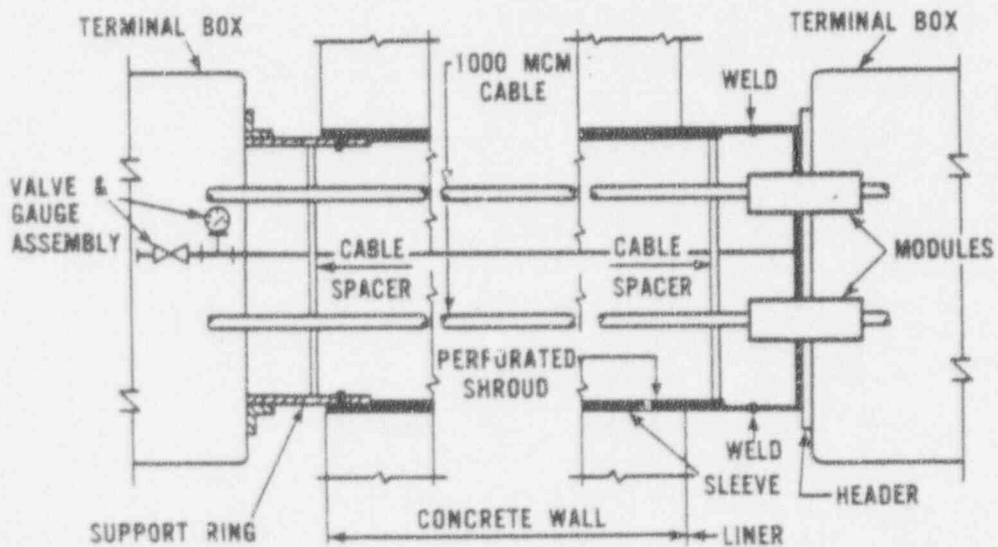 TERMINAL BOX
TERMINAL BOX
1000 MCM
CABLE
WELD
VALVE &
GAUGE
ASSEMBLY
CABLE
SPACER
CABLE
SPACER
MODULES
PERFORATED
SHROUD
WELD
SLEEVE
HEADER
SUPPORT RING
CONCRETE WALL
LINER